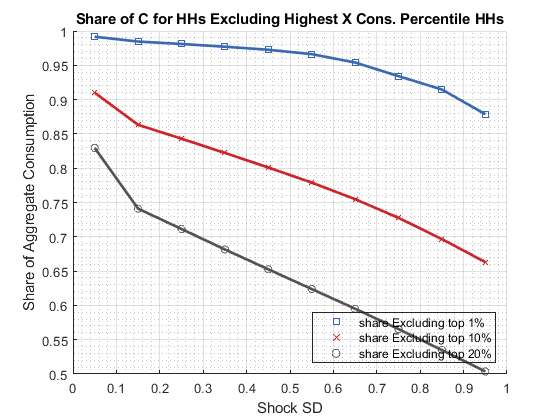 Share of C for HHs Excluding Highest X Cons. Percentile HHs
1
0.95
0.9
0.85
0.8
0.75
0.7
0.65
0.6
0.55
0.5
Share of Aggregate Consumption
share Excluding top 1%
share Excluding top 10%
share Excluding top 20%
0 0.1 0.2 0.3 0.4 0.5 0.6 0.7 0.8 0.9 1
Shock SD